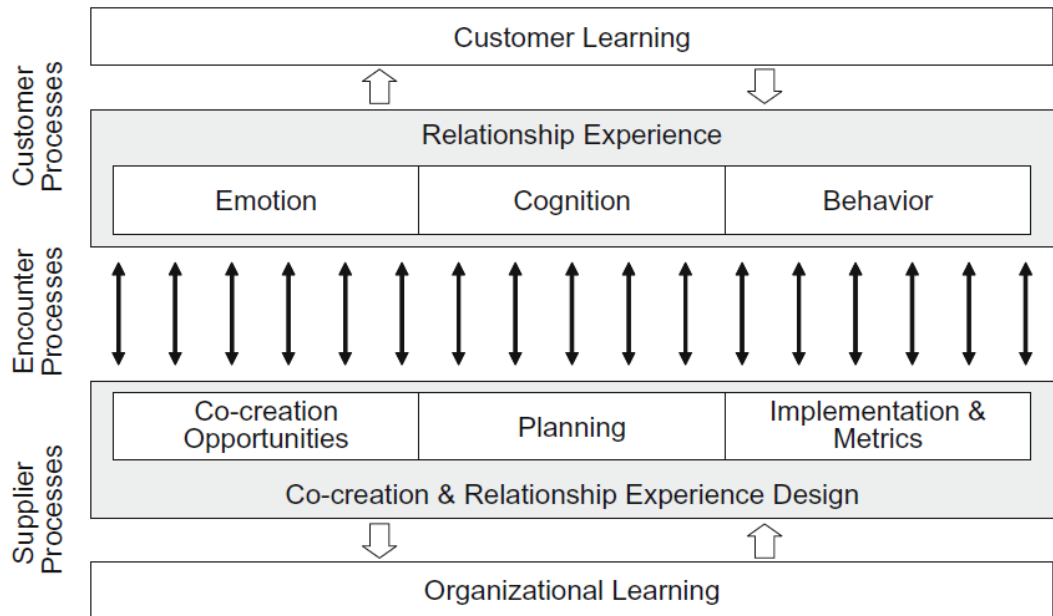 Customer Learning
Customer
Processes
Relationship Experience
Emotion
Cognition
Behavior
Encounter
Processes
Co-creation
Opportunities
Planning
Implementation &
Metrics
Co-creation & Relationship Experience Design
Supplier
Processes
Organizational Learning